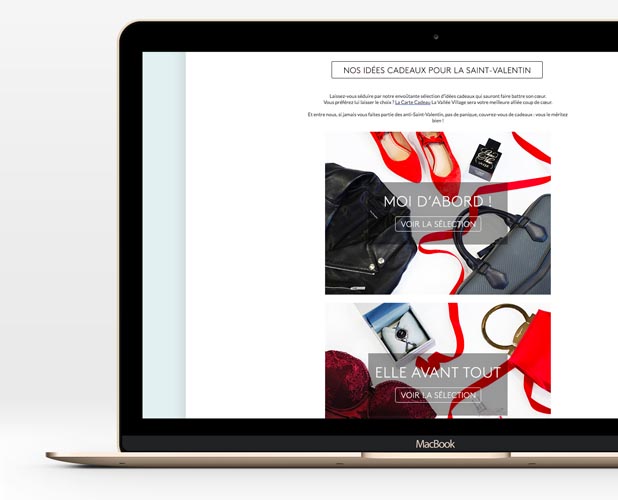 NOS IDÉES CADEAUX POUR LA SAINT-VALENTIN
Laissez-vous séduire par notre envoûtante sélection d'idées cadeaux qui sauront faire battre son cœur.
Vous préférez lui laisser le choix ? La Carte Cadeau La Vallée Village sera votre meilleure alliée coup de cœur.
Et entre nous, si jamais vous faites partie des anti-Saint-Valentin, pas de panique, couvrez-vous de cadeaux : vous le méritez
bien !
MOI D'ABORD !
VOIR LA SÉLECTION
ELLE AVANT TOUT
VOIR LA SÉLECTION
MacBook